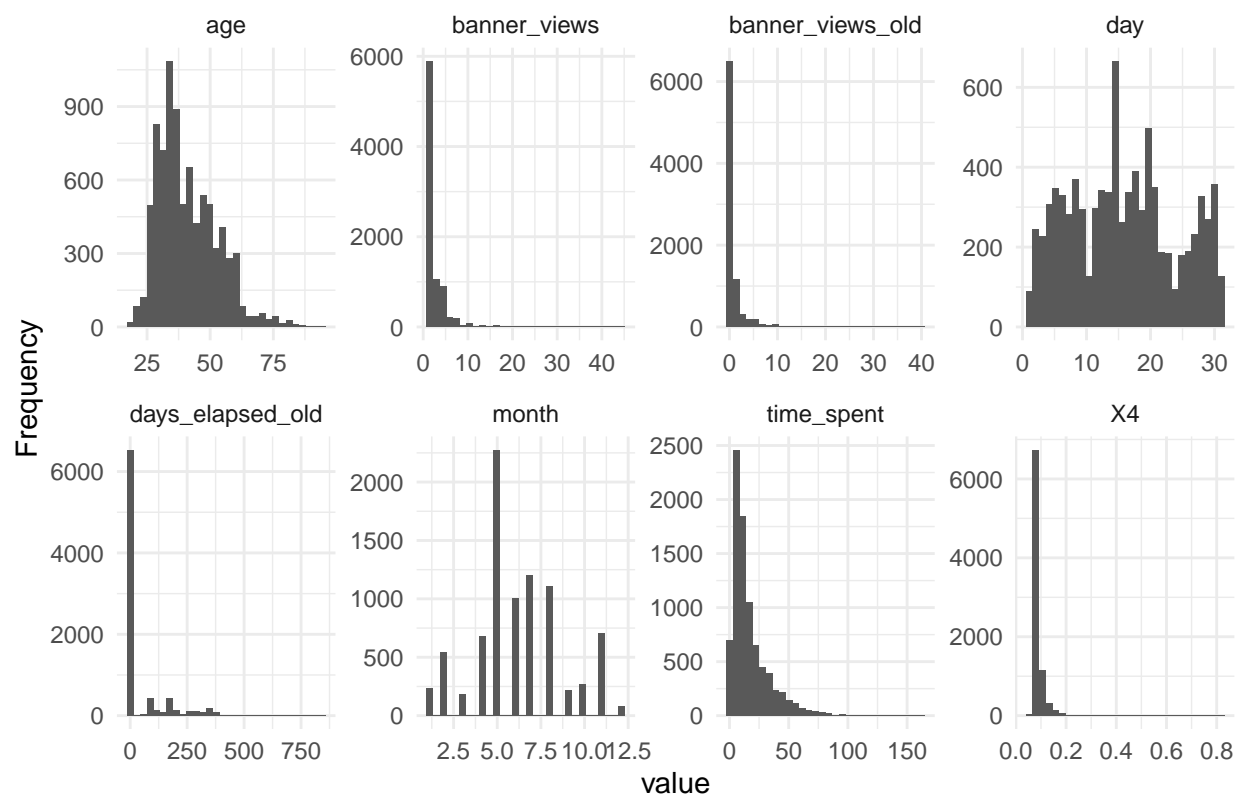 age banner_views banner_views_old day
900
600
300
0
6000
4000
2000
0
6000
4000
2000
0
600
400
200
0
25 50 75
0 10 20 30 40
0 10 20 30 40
0 10 20 30
Frequency
days_elapsed_old month time_spent X4
6000
4000
2000
0
2000
1500
1000
500
0
2500
2000
1500
1000
500
0
6000
4000
2000
0
0 250 500 750
2.5 5.0 7.5 10.0 12.5
0 50 100 150
0.0 0.2 0.4 0.6 0.8
value